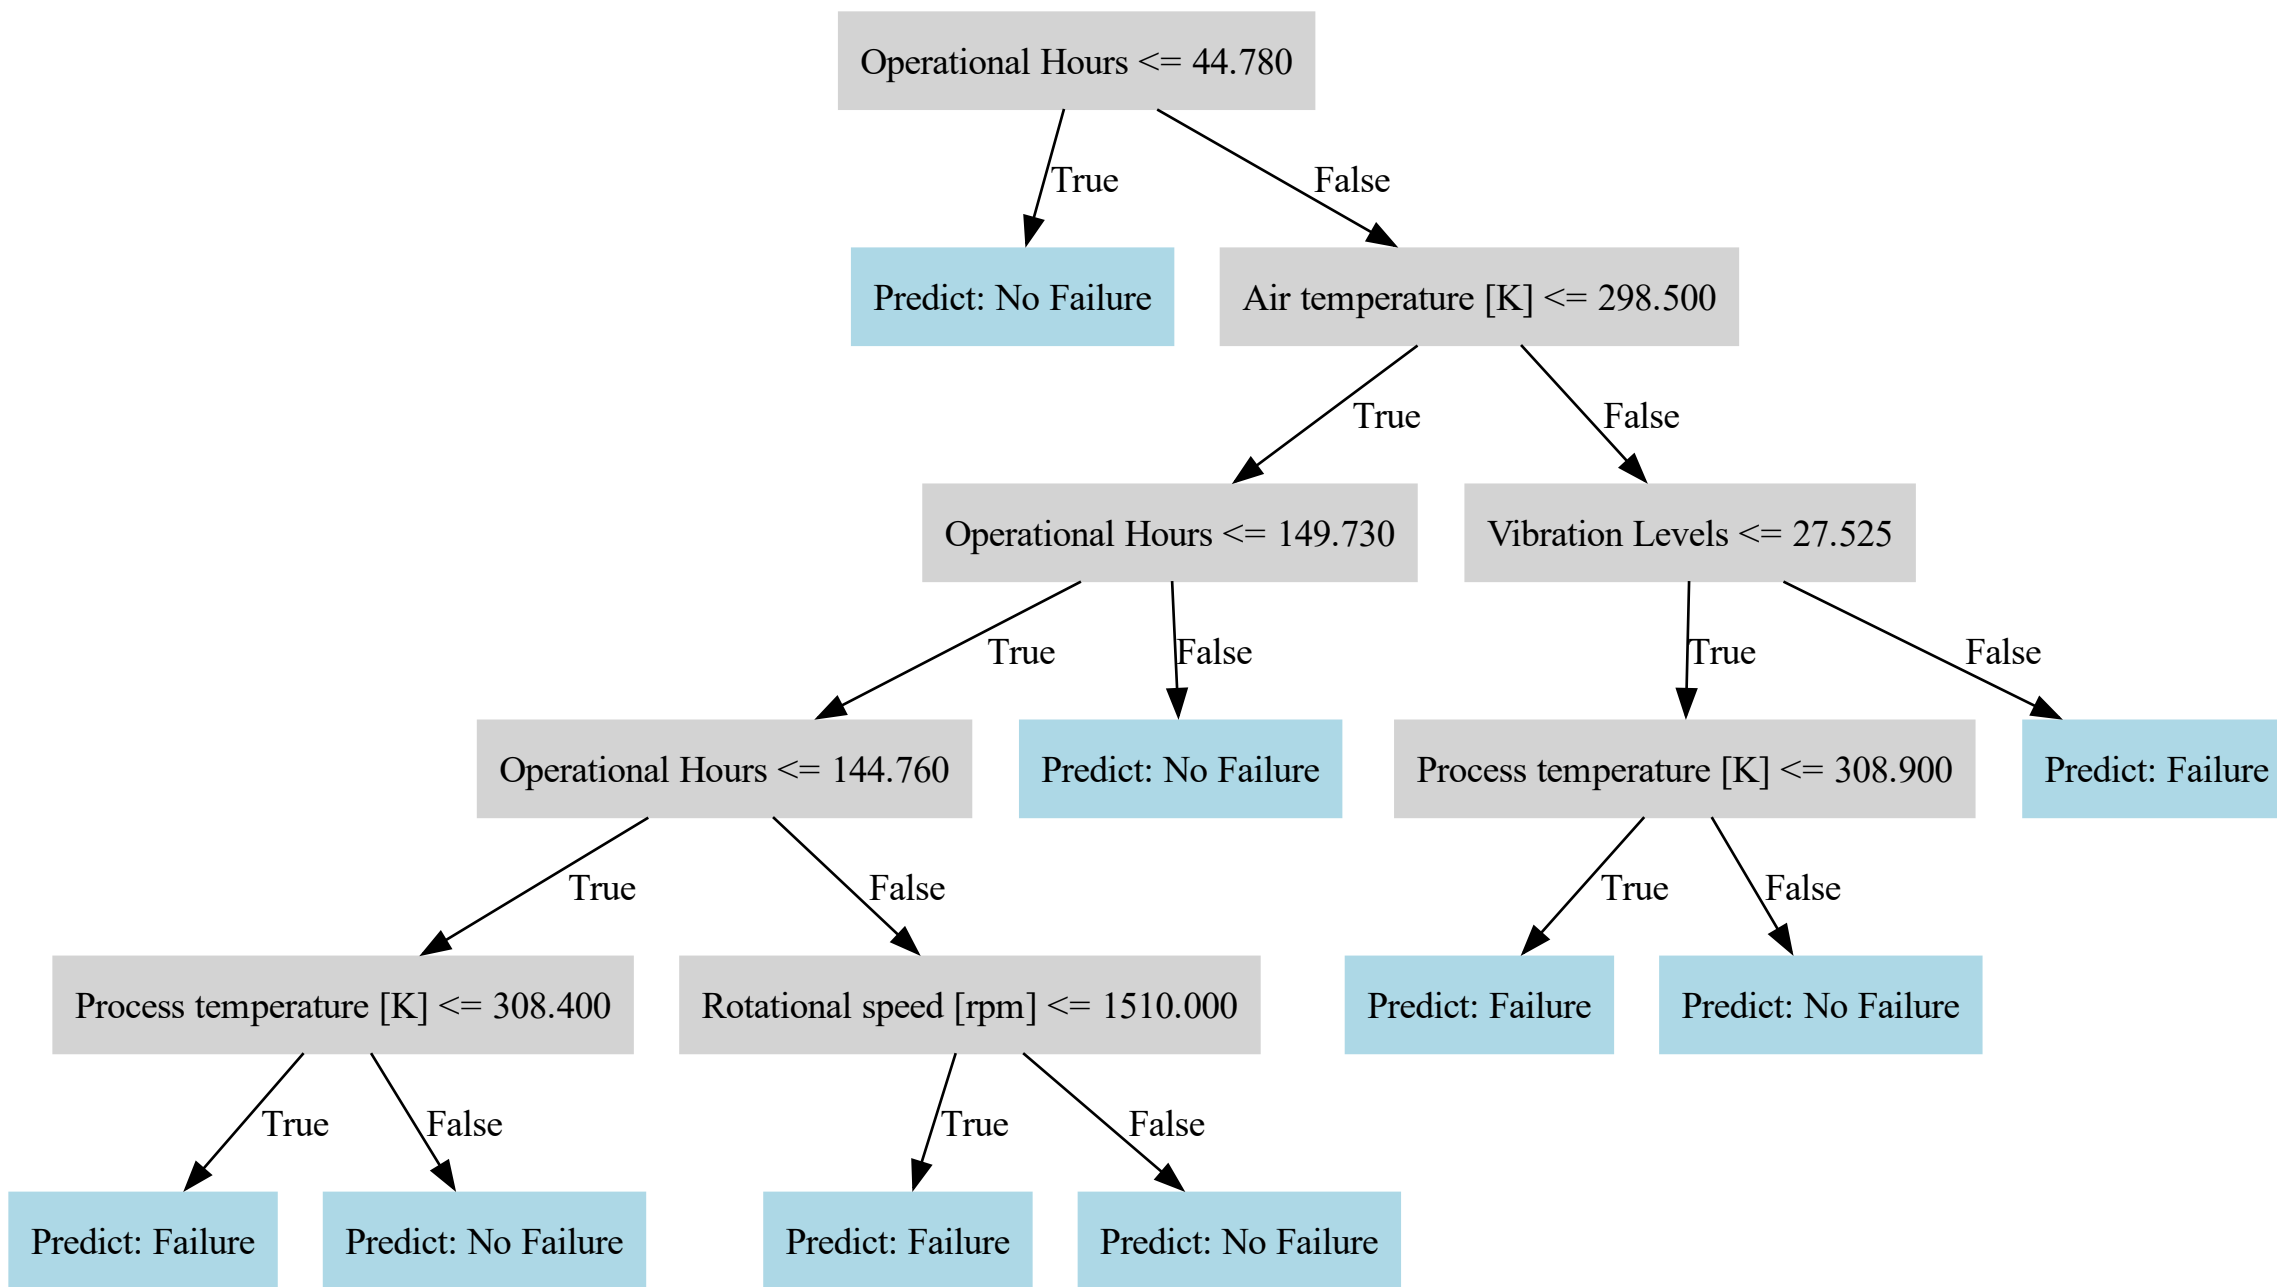 Operational Hours <= 44.780
True
False
Predict: No Failure
Air temperature [K] <= 298.500
True
False
Operational Hours <= 149.730
Vibration Levels <= 27.525
True
False
True
False
Operational Hours <= 144.760
Predict: No Failure
Process temperature [K] <= 308.900
Predict: Failure
True
False
True
False
Process temperature [K] <= 308.400
Rotational speed [rpm] <= 1510.000
Predict: Failure
Predict: No Failure
True
False
True
False
Predict: Failure
Predict: No Failure
Predict: Failure
Predict: No Failure